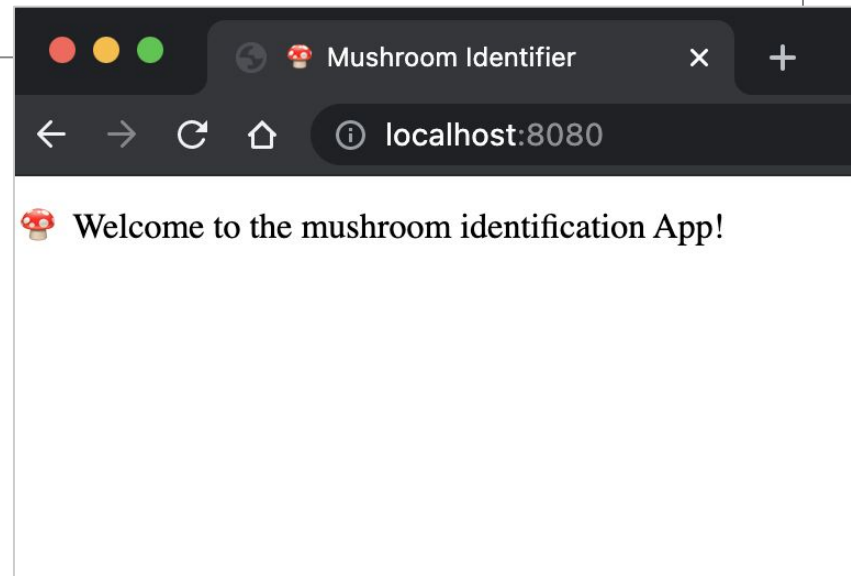 🍄 Mushroom Identifier
localhost:8080
🍄 Welcome to the mushroom identification App!